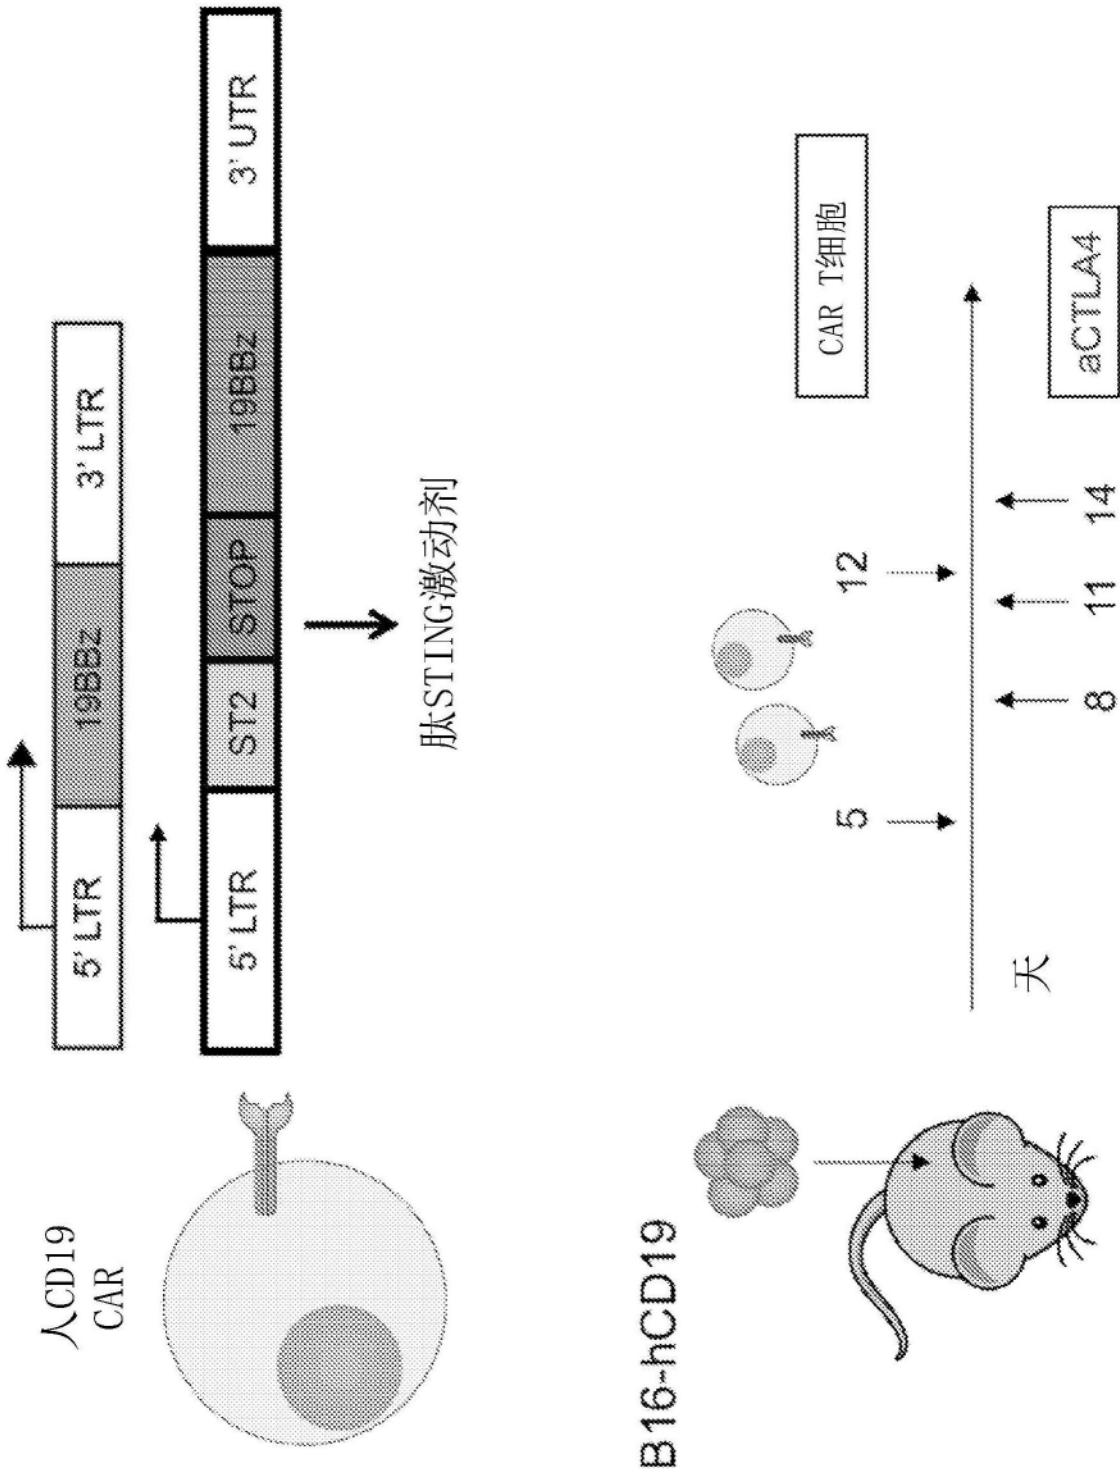 人CD19
CAR
5' LTR
19BBz
3' LTR
5' LTR
ST2
STOP
19BBz
3' UTR
肽STING激动剂
B16-hCD19
5
12
CAR T细胞
天
8
11
14
aCTLA4